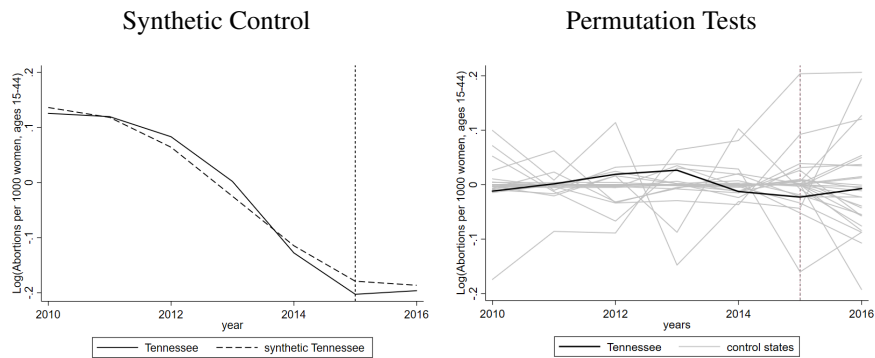 Synthetic Control
Permutation Tests
Log(Abortions per 1000 women, ages 15-44)
.2
.1
0
-.1
-.2
2010
2012
2014
2016
year
Tennessee
synthetic Tennessee
Log(Abortions per 1000 women, ages 15-44)
.2
.1
0
-.1
-.2
2010
2012
2014
2016
years
Tennessee
control states